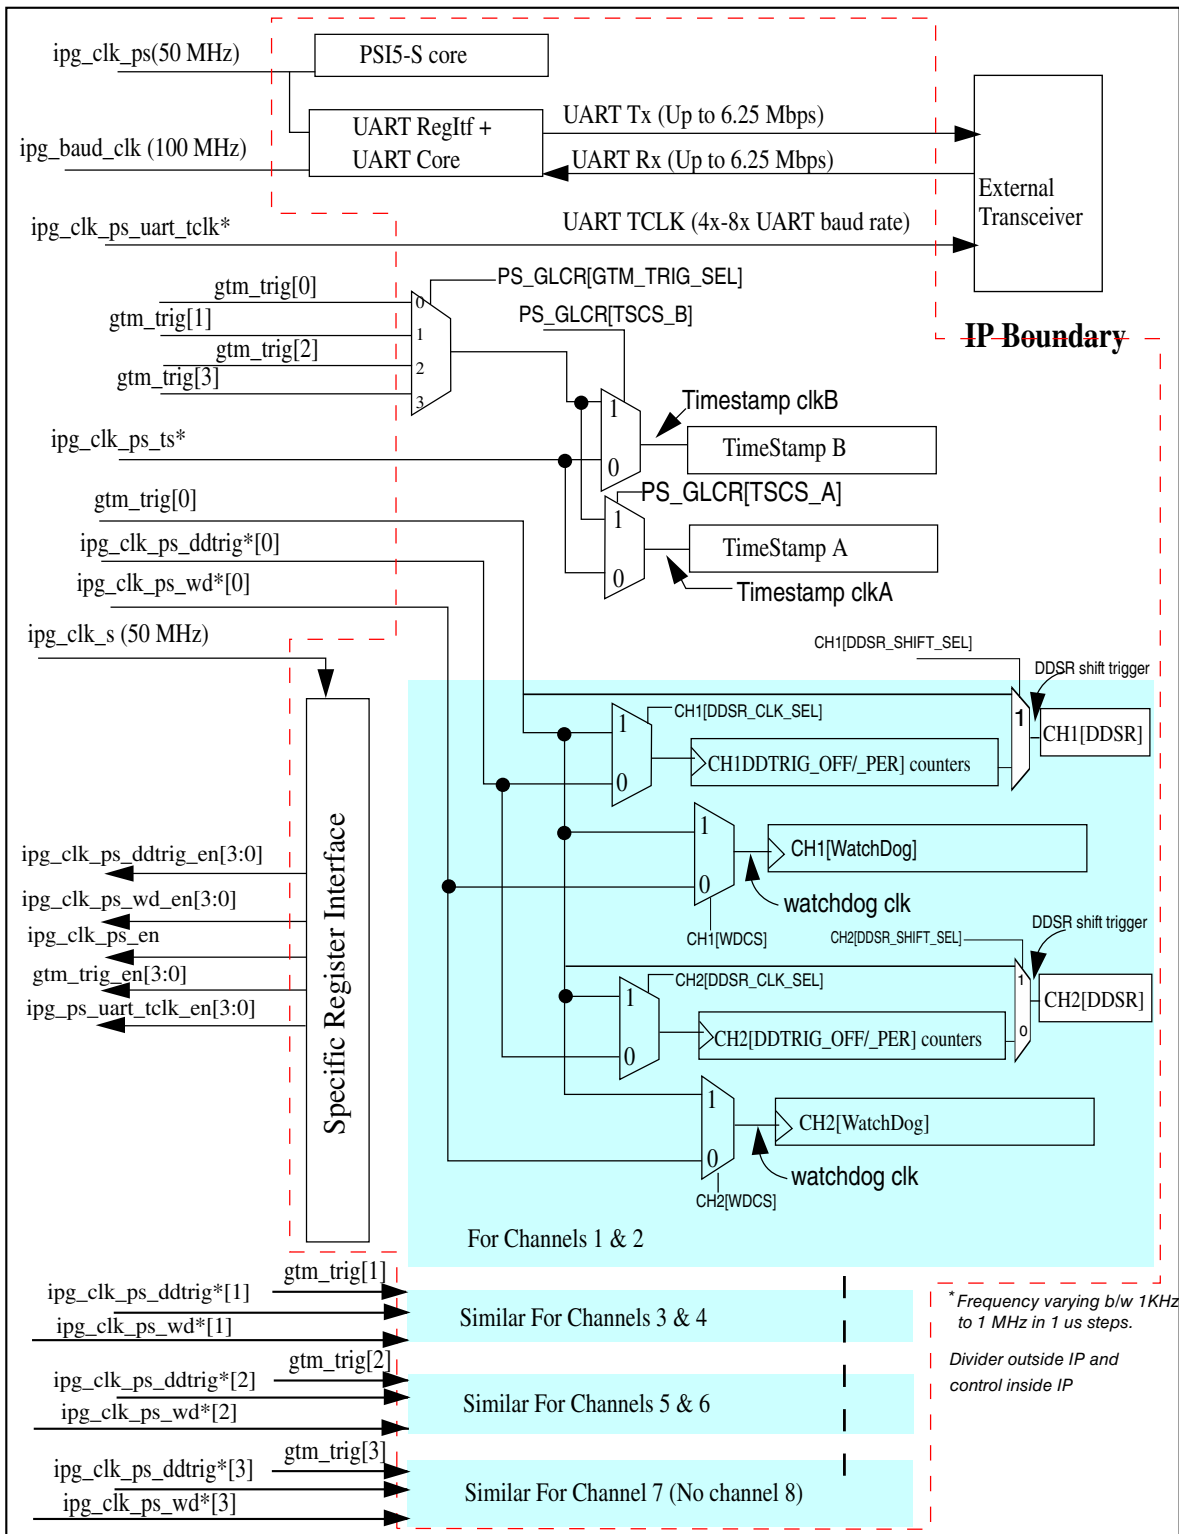 ipg_clk_ps(50 MHz)
PSI5-S core
UART RegItf +
UART Core
ipg_baud_clk (100 MHz)
UART Tx (Up to 6.25 Mbps)
UART Rx (Up to 6.25 Mbps)
External
Transceiver
ipg_clk_ps_uart_tclk*
UART TCLK (4x-8x UART baud rate)
IP Boundary
gtm_trig[0]
gtm_trig[1]
gtm_trig[2]
gtm_trig[3]
0
1
2
3
PS_GLCR[GTM_TRIG_SEL]
PS_GLCR[TSCS_B]
1
0
Timestamp clkB
TimeStamp B
ipg_clk_ps_ts*
PS_GLCR[TSCS_A]
1
0
TimeStamp A
Timestamp clkA
gtm_trig[0]
ipg_clk_ps_ddtrig*[0]
ipg_clk_ps_wd*[0]
ipg_clk_s (50 MHz)
Specific Register Interface
ipg_clk_ps_ddtrig_en[3:0]
ipg_clk_ps_wd_en[3:0]
ipg_clk_ps_en
gtm_trig_en[3:0]
ipg_ps_uart_tclk_en[3:0]
CH1[DDSR_SHIFT_SEL]
DDSR shift trigger
CH1[DDSR_CLK_SEL]
1
0
CH1DDTRIG_OFF/_PER] counters
1
CH1[DDSR]
1
0
CH1[WatchDog]
watchdog clk
CH1[WDCS]
CH2[DDSR_SHIFT_SEL]
DDSR shift trigger
CH2[DDSR_CLK_SEL]
1
0
CH2[DDTRIG_OFF/_PER] counters
1
0
CH2[DDSR]
1
0
CH2[WatchDog]
watchdog clk
CH2[WDCS]
For Channels 1 & 2
gtm_trig[1]
ipg_clk_ps_ddtrig*[1]
ipg_clk_ps_wd*[1]
Similar For Channels 3 & 4
gtm_trig[2]
ipg_clk_ps_ddtrig*[2]
ipg_clk_ps_wd*[2]
Similar For Channels 5 & 6
gtm_trig[3]
ipg_clk_ps_ddtrig*[3]
ipg_clk_ps_wd*[3]
Similar For Channel 7 (No channel 8)
* Frequency varying b/w 1KHz
to 1 MHz in 1 us steps.
Divider outside IP and
control inside IP